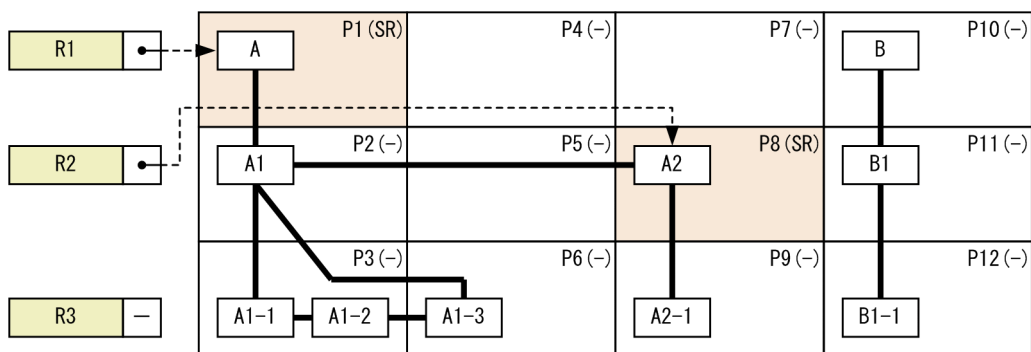 R1 A P1(SR) P4(-) P7(-) B P10(-)
R2 A1 P2(-) P5(-) A2 P8(SR) B1 P11(-)
P3(-) P6(-) P9(-) P12(-)
R3 — A1-1 A1-2 A1-3 A2-1 B1-1